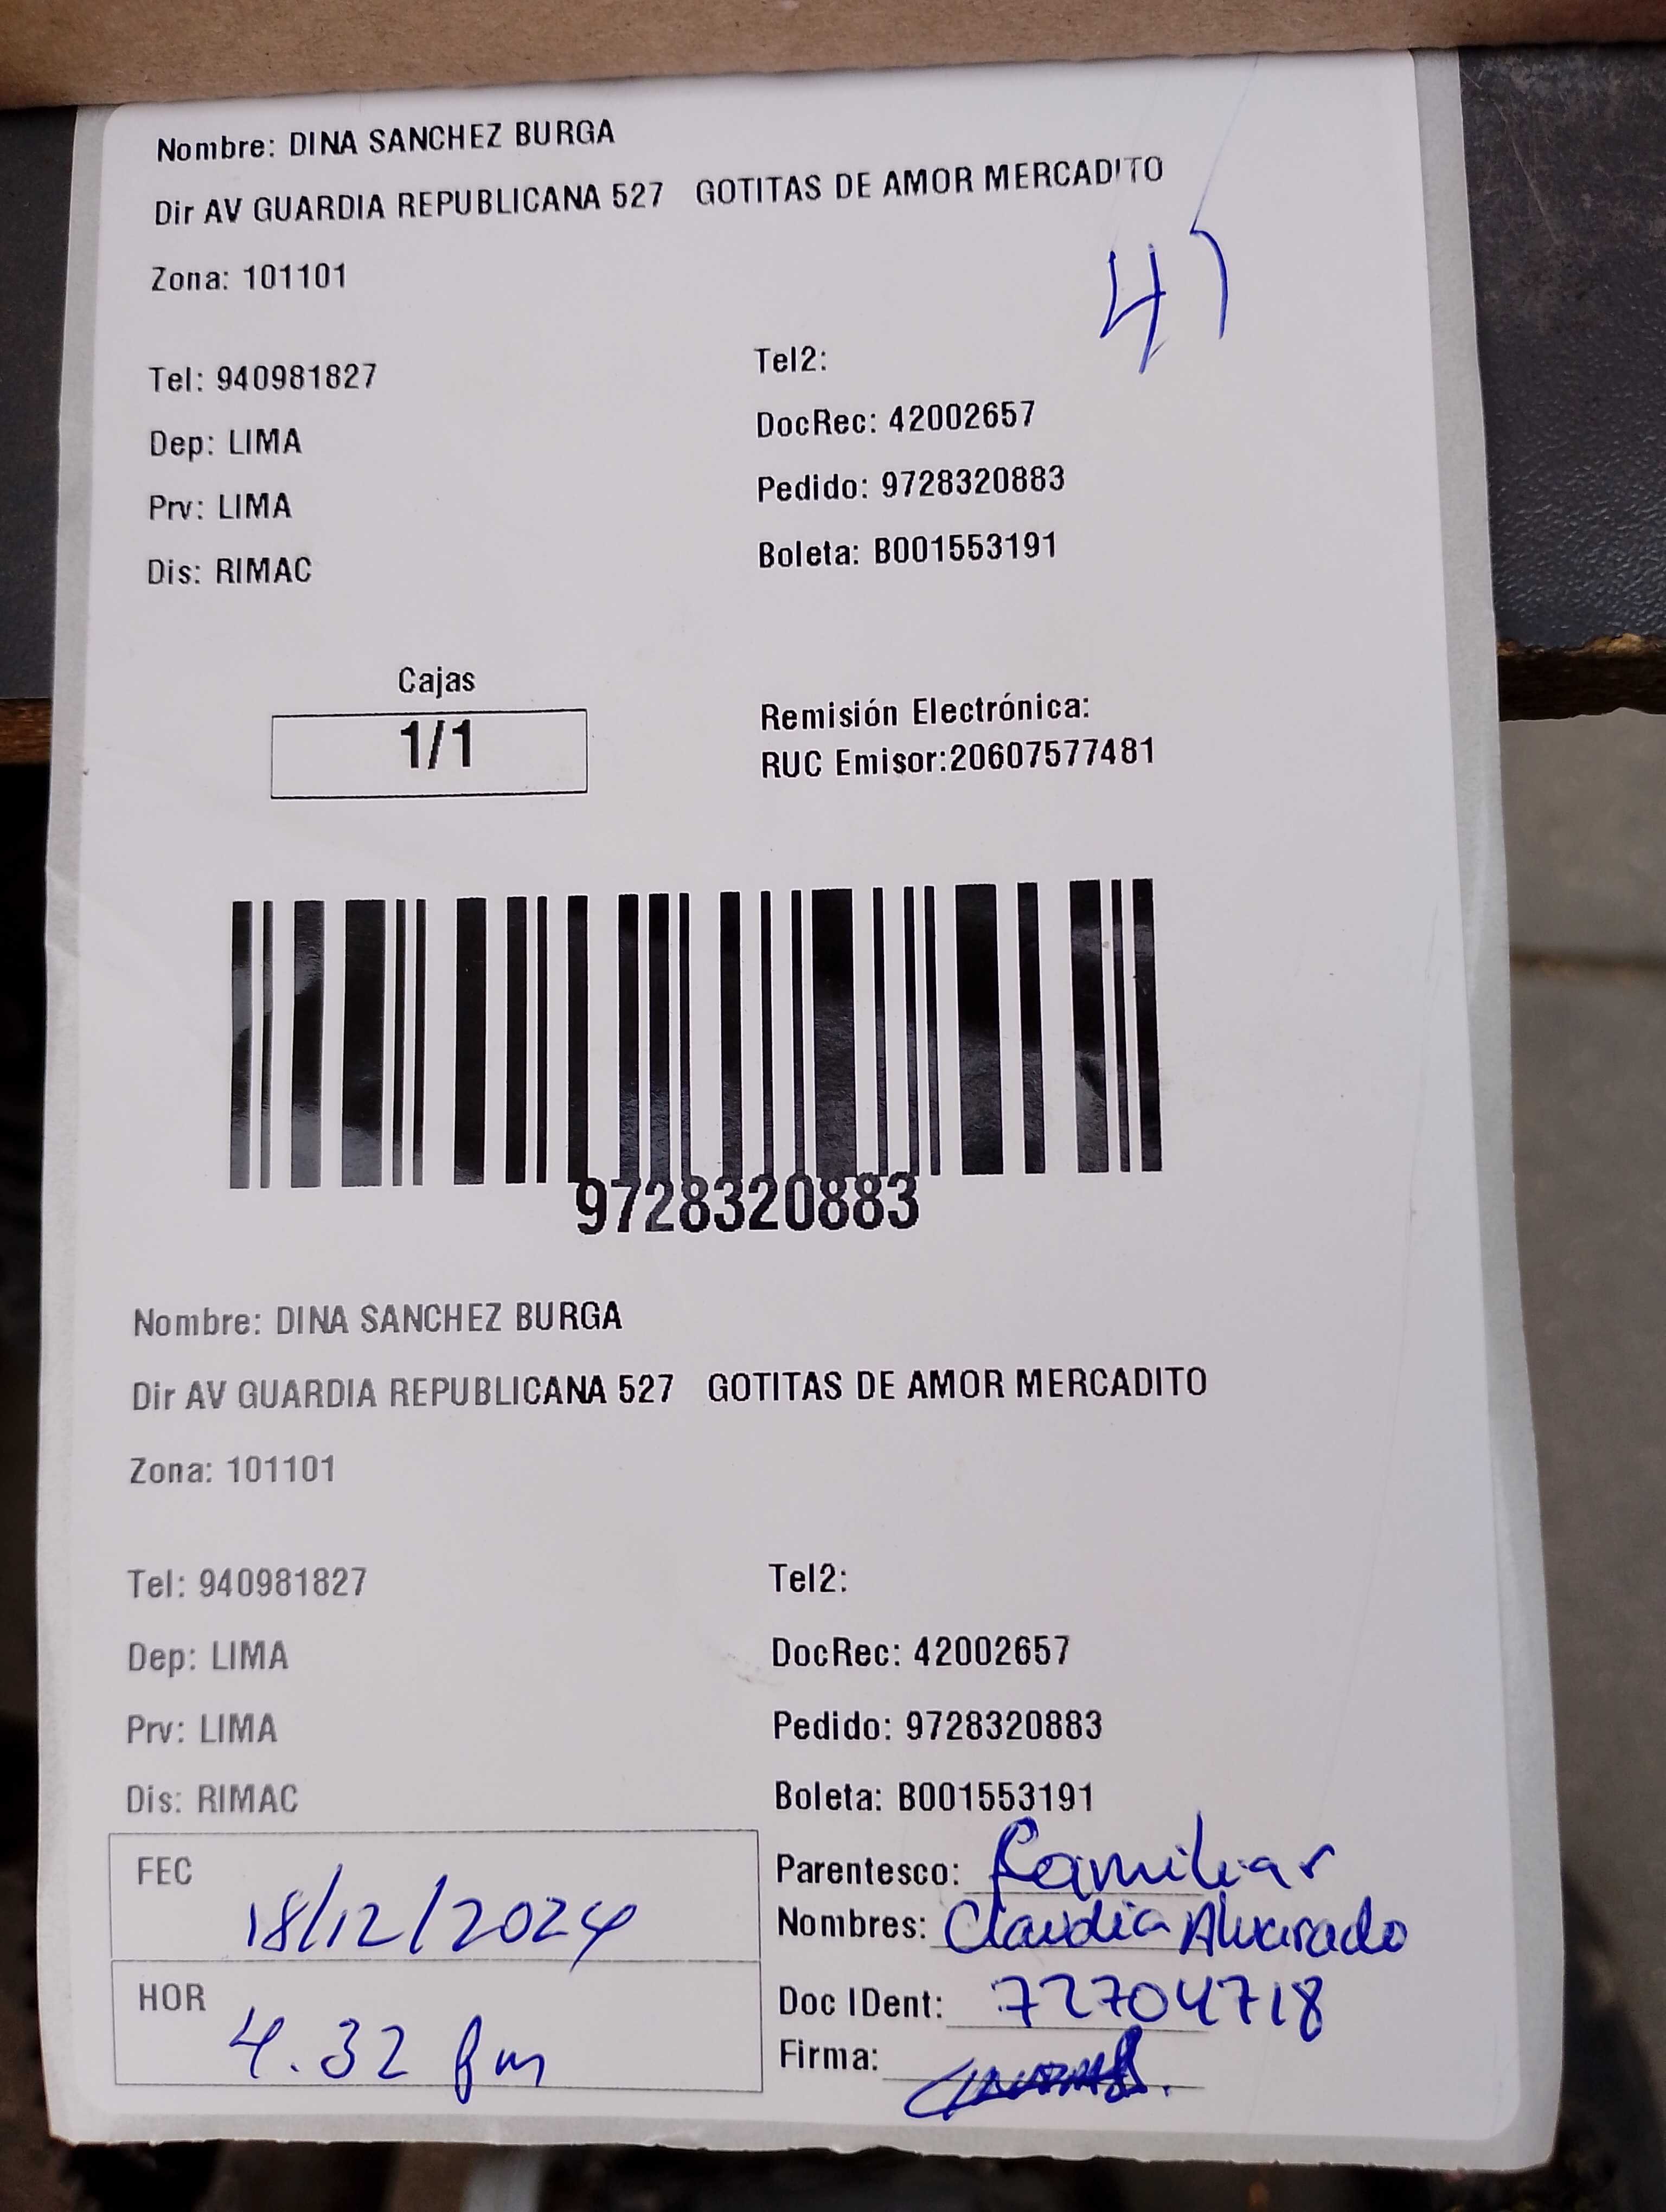 Nombre: DINA SANCHEZ BURGA
Dir AV GUARDIA REPUBLICANA 527 GOTITAS DE AMOR MERCADITO
Zona: 101101
Tel: 940981827
Tel2:
Dep: LIMA
DocRec: 42002657
Prv: LIMA
Pedido: 9728320883
Dis: RIMAC
Boleta: B001553191
Cajas
1/1
Remisión Electrónica:
RUC Emisor:20607577481
9728320883
Nombre: DINA SANCHEZ BURGA
Dir AV GUARDIA REPUBLICANA 527 GOTITAS DE AMOR MERCADITO
Zona: 101101
Tel: 940981827
Tel2:
Dep: LIMA
DocRec: 42002657
Prv: LIMA
Pedido: 9728320883
Dis: RIMAC
Boleta: B001553191
FEC 18/12/2024
HOR 4.32 pm
Parentesco: Familiar
Nombres: Claudia Alvarado
Doc IDent: 72704718
Firma: